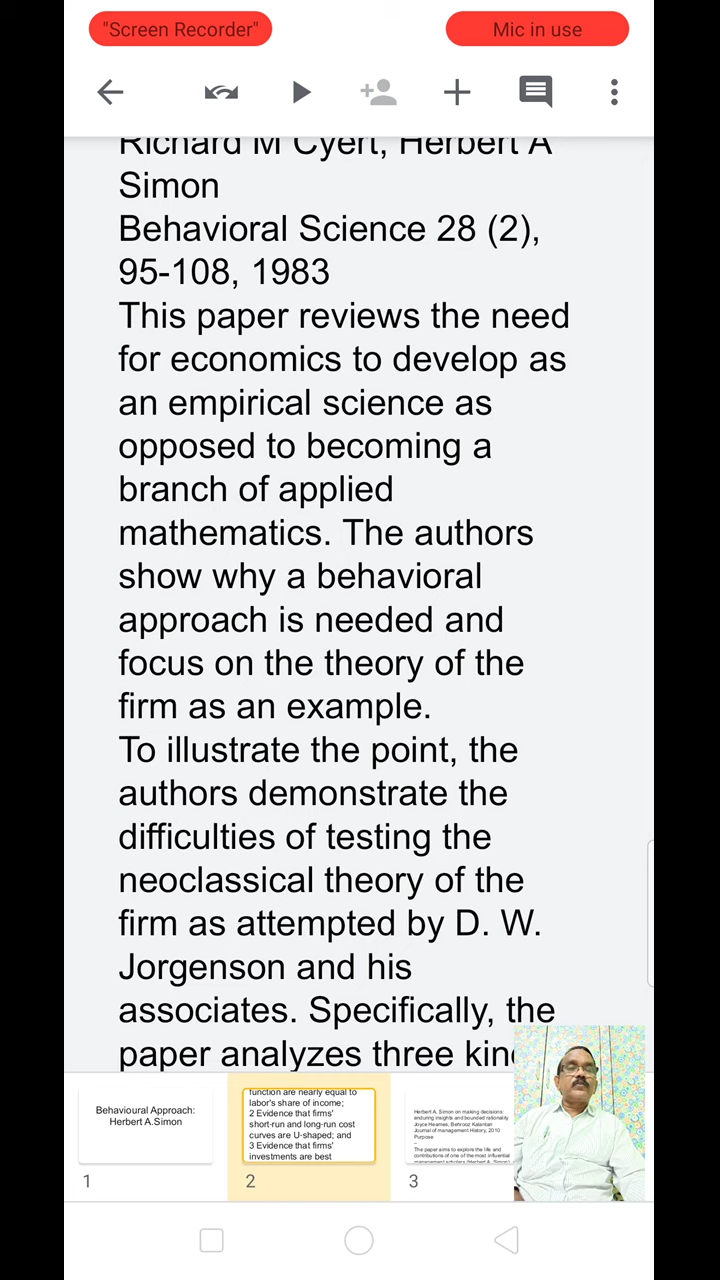 "Screen Recorder"
Mic in use
Richard M Cyert, Herbert A
Simon
Behavioral Science 28 (2),
95-108, 1983
This paper reviews the need
for economics to develop as
an empirical science as
opposed to becoming a
branch of applied
mathematics. The authors
show why a behavioral
approach is needed and
focus on the theory of the
firm as an example.
To illustrate the point, the
authors demonstrate the
difficulties of testing the
neoclassical theory of the
firm as attempted by D. W.
Jorgenson and his
associates. Specifically, the
paper analyzes three kin
Behavioural Approach:
Herbert A.Simon
1
function are nearly equal to
labor's share of income;
2 Evidence that firms'
short-run and long-run cost
curves are U-shaped; and
3 Evidence that firms'
investments are best
2
Herbert A. Simon on making decisions:
enduring insights and bounded rationality
Joyce Heames, Behrooz Kalantari
Journal of management History, 2010
Purpose
–
The paper aims to explore the life and
contributions of one of the most influential
management scholars (Herbert A. Simon)
3